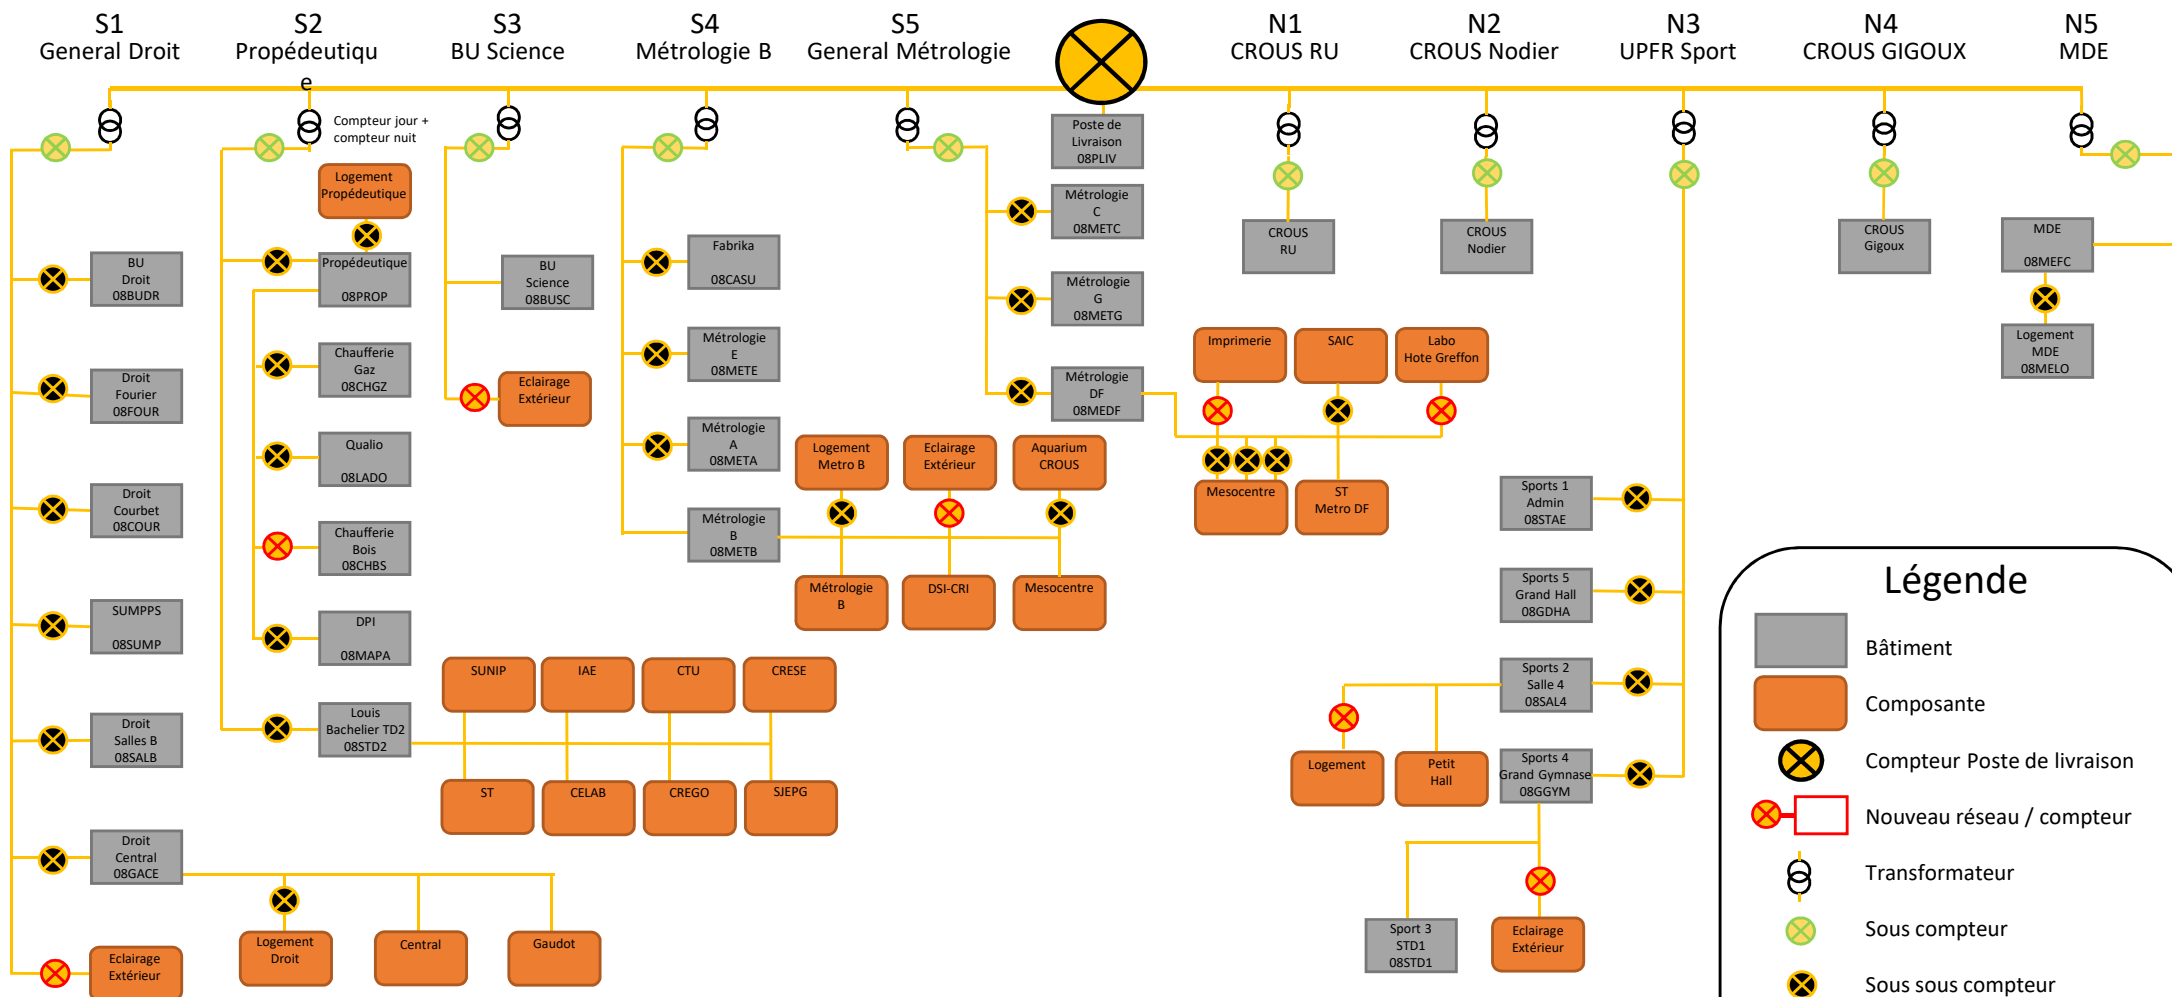 S1
General Droit
S2
Propédeutiqu
e
S3
BU Science
S4
Métrologie B
S5
General Métrologie
N1
CROUS RU
N2
CROUS Nodier
N3
UPFR Sport
N4
CROUS GIGOUX
N5
MDE
Compteur jour +
compteur nuit
Poste de
Livraison
08PLIV
Logement
Propédeutique
Métrologie
C
08METC
CROUS
RU
CROUS
Nodier
CROUS
Gigoux
MDE
08MEFC
BU
Droit
08BUDR
Propédeutique
08PROP
BU
Science
08BUSC
Fabrika
08CASU
Métrologie
G
08METG
Imprimerie
SAIC
Labo
Hote Greffon
Logement
MDE
08MELO
Droit
Fourier
08FOUR
Chaufferie
Gaz
08CHGZ
Eclairage
Extérieur
Métrologie
E
08METE
Métrologie
DF
08MEDF
Qualio
08LADO
Métrologie
A
08META
Logement
Metro B
Eclairage
Extérieur
Aquarium
CROUS
Mesocentre
ST
Metro DF
Sports 1
Admin
08STAE
Droit
Courbet
08COUR
Chaufferie
Bois
08CHBS
Métrologie
B
08METB
Métrologie
B
DSI-CRI
Mesocentre
Sports 5
Grand Hall
08GDHA
SUMPPS
08SUMP
DPI
08MAPA
SUNIP
IAE
CTU
CRESE
Sports 2
Salle 4
08SAL4
Droit
Salles B
08SALB
Louis
Bachelier TD2
08STD2
ST
CELAB
CREGO
SJEPG
Logement
Petit
Hall
Sports 4
Grand Gymnase
08GGYM
Droit
Central
08GACE
Logement
Droit
Central
Gaudot
Sport 3
STD1
08STD1
Eclairage
Extérieur
Eclairage
Extérieur
Légende
Bâtiment
Composante
Compteur Poste de livraison
Nouveau réseau / compteur
Transformateur
Sous compteur
Sous sous compteur